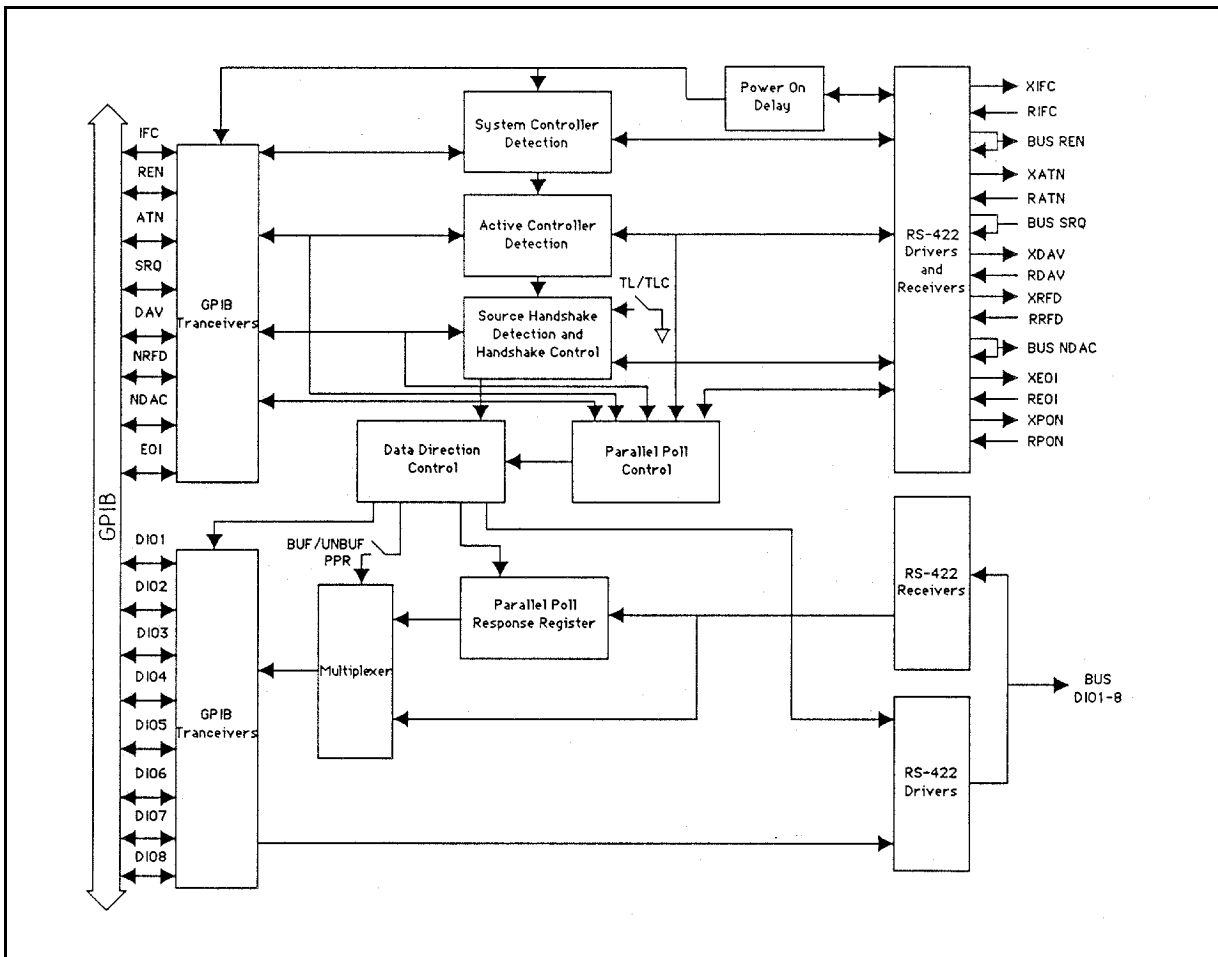 Power On
Delay
XIFC
RIFC
BUS REN
XATN
RATN
BUS SRQ
XDAV
RDAV
XRFD
RRFD
BUS NDAC
XEOI
REOI
XPON
RPON
IFC
REN
ATN
SRQ
DAV
NRFD
NDAC
EOI
GPIB
Tranceivers
System Controller
Detection
Active Controller
Detection
TL/TLC
Source Handshake
Detection and
Handshake Control
RS-422
Drivers
and
Receivers
Data Direction
Control
Parallel Poll
Control
GPIB
DIO1
DIO2
DIO3
DIO4
DIO5
DIO6
DIO7
DIO8
GPIB
Tranceivers
BUF/UNBUF
PPR
Multiplexer
Parallel Poll
Response Register
RS-422
Receivers
RS-422
Drivers
BUS
DIO1-8